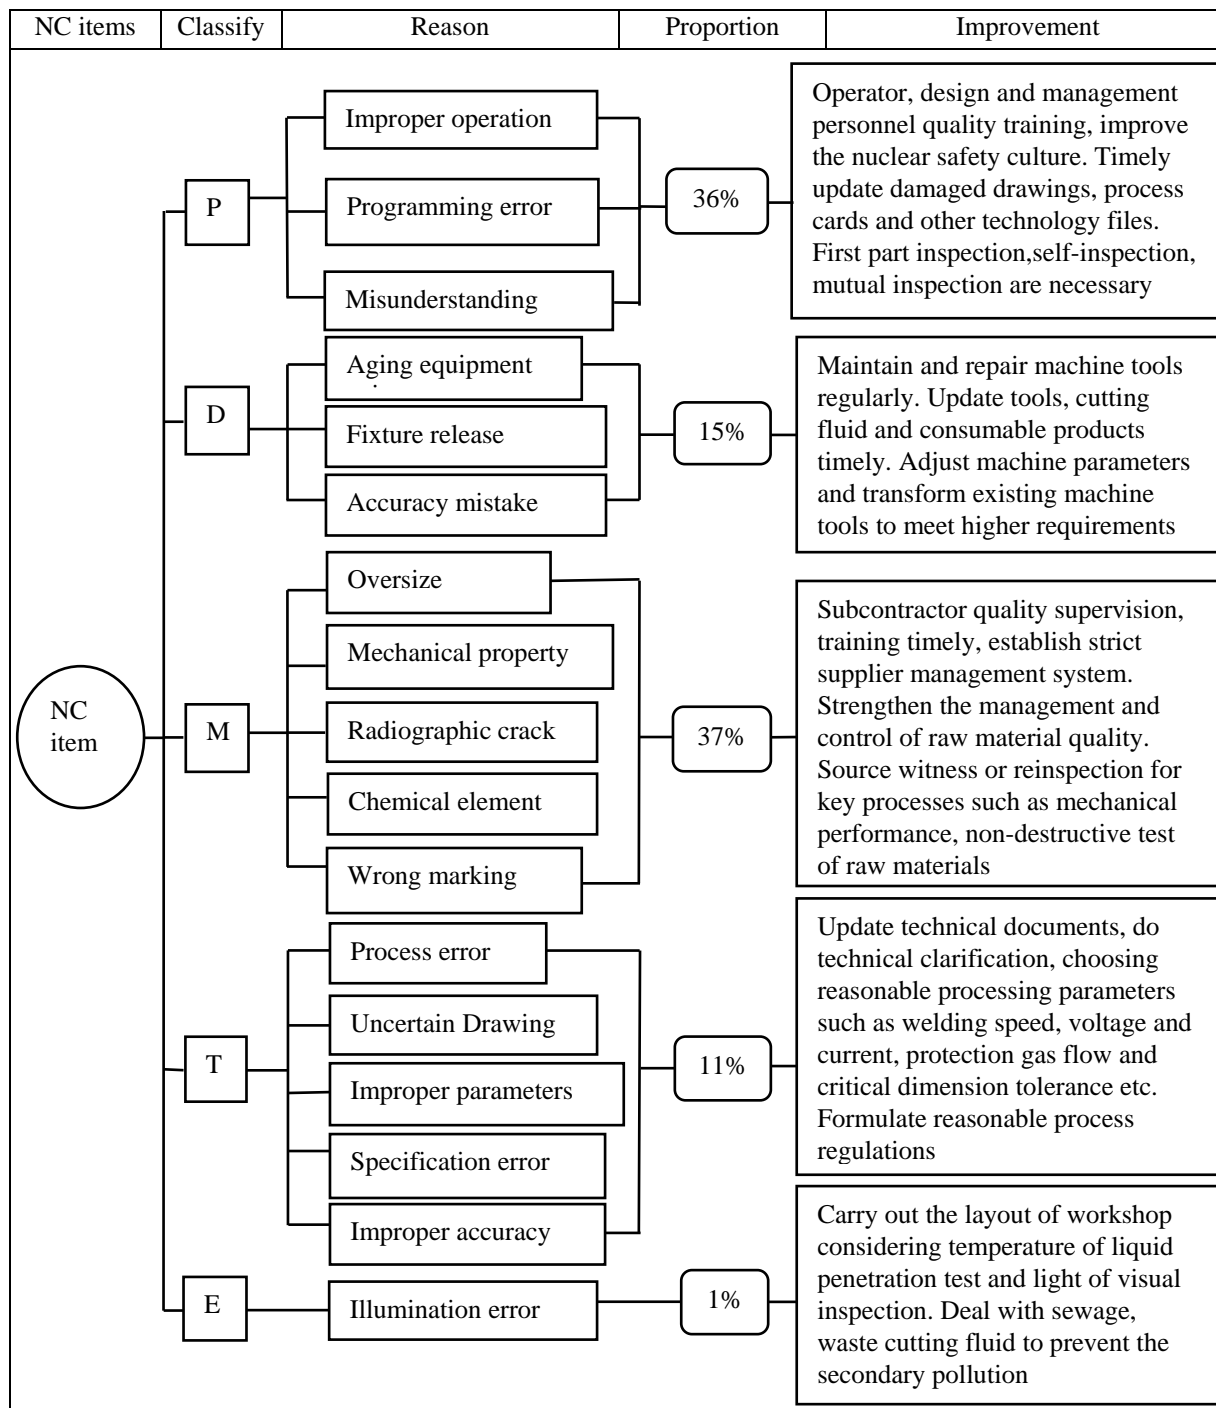 NC items Classify Reason Proportion Improvement
NC
item
P
Improper operation
Programming error
Misunderstanding
36%
Operator, design and management
personnel quality training, improve
the nuclear safety culture. Timely
update damaged drawings, process
cards and other technology files.
First part inspection,self-inspection,
mutual inspection are necessary
D
Aging equipment
Fixture release
Accuracy mistake
15%
Maintain and repair machine tools
regularly. Update tools, cutting
fluid and consumable products
timely. Adjust machine parameters
and transform existing machine
tools to meet higher requirements
M
Oversize
Mechanical property
Radiographic crack
Chemical element
Wrong marking
37%
Subcontractor quality supervision,
training timely, establish strict
supplier management system.
Strengthen the management and
control of raw material quality.
Source witness or reinspection for
key processes such as mechanical
performance, non-destructive test
of raw materials
T
Process error
Uncertain Drawing
Improper parameters
Specification error
Improper accuracy
11%
Update technical documents, do
technical clarification, choosing
reasonable processing parameters
such as welding speed, voltage and
current, protection gas flow and
critical dimension tolerance etc.
Formulate reasonable process
regulations
E
Illumination error
1%
Carry out the layout of workshop
considering temperature of liquid
penetration test and light of visual
inspection. Deal with sewage,
waste cutting fluid to prevent the
secondary pollution